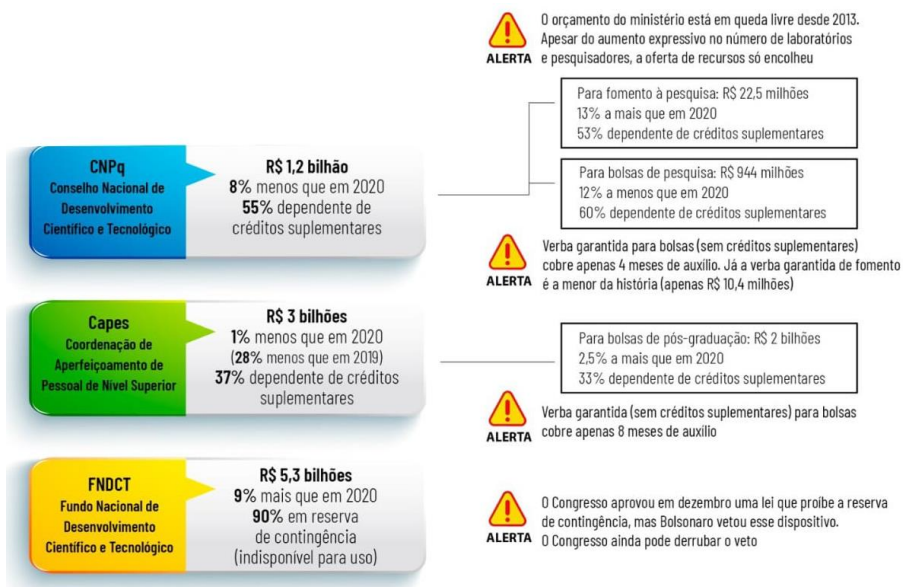 O orçamento do ministério está em queda livre desde 2013.
Apesar do aumento expressivo no número de laboratórios
ALERTA e pesquisadores, a oferta de recursos só encolheu
Para fomento à pesquisa: R$ 22,5 milhões
13% a mais que em 2020
53% dependente de créditos suplementares
CNPq
Conselho Nacional de
Desenvolvimento
Científico e Tecnológico
R$ 1,2 bilhão
8% menos que em 2020
55% dependente de
créditos suplementares
Para bolsas de pesquisa: R$ 944 milhões
12% a menos que em 2020
60% dependente de créditos suplementares
Verba garantida para bolsas (sem créditos suplementares)
cobre apenas 4 meses de auxílio. Já a verba garantida de fomento
ALERTA é a menor da história (apenas R$ 10,4 milhões)
Capes
Coordenação de
Aperfeiçoamento de
Pessoal de Nível Superior
R$ 3 bilhões
1% menos que em 2020
(28% menos que em 2019)
37% dependente de créditos
suplementares
Para bolsas de pós-graduação: R$ 2 bilhões
2,5% a mais que em 2020
33% dependente de créditos suplementares
Verba garantida (sem créditos suplementares) para bolsas
ALERTA cobre apenas 8 meses de auxílio
FNDCT
Fundo Nacional de
Desenvolvimento
Científico e Tecnológico
R$ 5,3 bilhões
9% mais que em 2020
90% em reserva
de contingência
(indisponível para uso)
O Congresso aprovou em dezembro uma lei que proíbe a reserva
de contingência, mas Bolsonaro vetou esse dispositivo.
ALERTA O Congresso ainda pode derrubar o veto